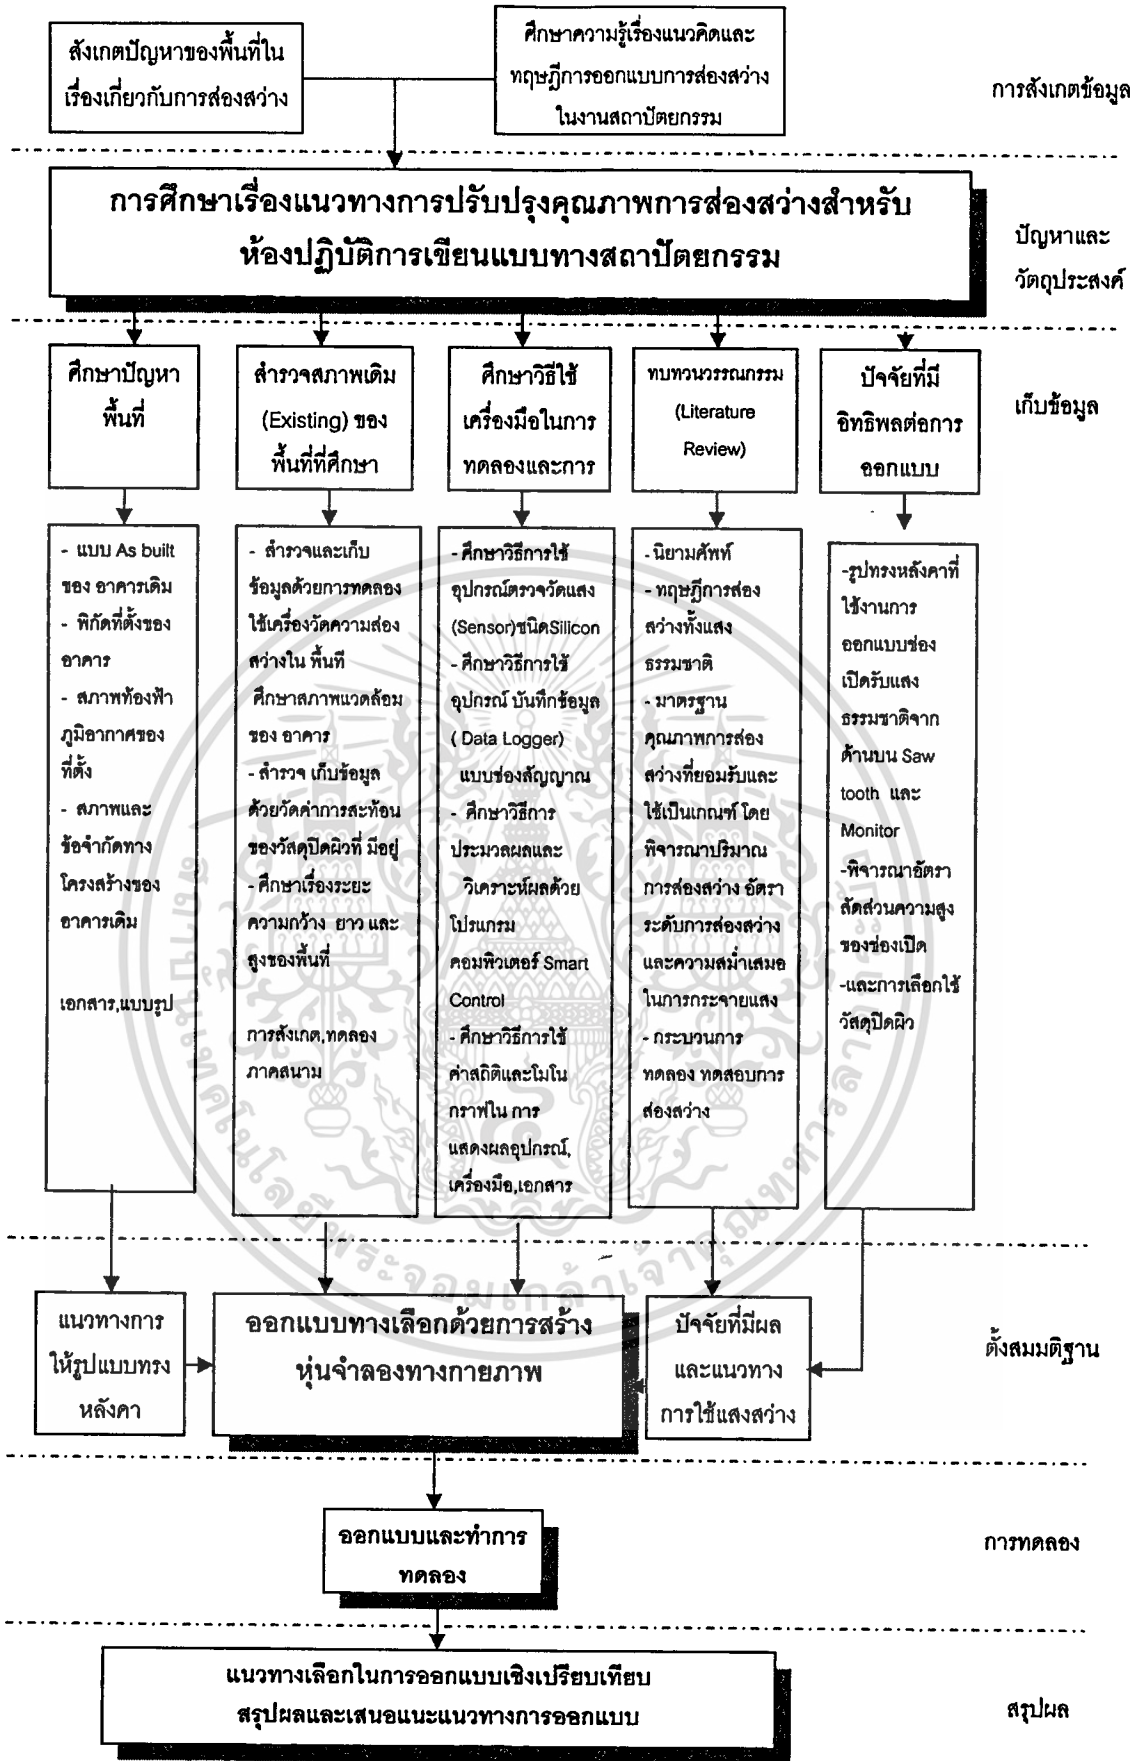 สังเกตปัญหาของพื้นที่ใน
เรื่องเกี่ยวกับการส่องสว่าง
ศึกษาความรู้เรื่องแนวคิดและ
ทฤษฎีการออกแบบการส่องสว่าง
ในงานสถาปัตยกรรม
การสังเกตข้อมูล
การศึกษาเรื่องแนวทางการปรับปรุงคุณภาพการส่องสว่างสำหรับ
ห้องปฏิบัติการเขียนแบบทางสถาปัตยกรรม
ปัญหาและ
วัตถุประสงค์
ศึกษาปัญหา
พื้นที่
สำรวจสภาพเดิม
(Existing) ของ
พื้นที่ที่ศึกษา
ศึกษาวิธีใช้
เครื่องมือในการ
ทดลองและการ
ทบทวนวรรณกรรม
(Literature
Review)
ปัจจัยที่มี
อิทธิพลต่อการ
ออกแบบ
เก็บข้อมูล
- แบบ As built
ของ อาคารเดิม
- พิกัดที่ตั้งของ
อาคาร
- สภาพท้องฟ้า
ภูมิอากาศของ
ที่ตั้ง
- สภาพและ
ข้อจำกัดทาง
โครงสร้างของ
อาคารเดิม
เอกสาร,แบบรูป
- สำรวจและเก็บ
ข้อมูลด้วยการทดลอง
ใช้เครื่องวัดความส่อง
สว่างใน พื้นที่
ศึกษาสภาพแวดล้อม
ของ อาคาร
- สำรวจ เก็บข้อมูล
ด้วยวัดค่าการสะท้อน
ของวัสดุปิดผิวที่ มีอยู่
- ศึกษาเรื่องระยะ
ความกว้าง ยาว และ
สูงของพื้นที่
การสังเกต,ทดลอง
ภาคสนาม
- ศึกษาวิธีการใช้
อุปกรณ์ตรวจวัดแสง
(Sensor)ชนิดSilicon
- ศึกษาวิธีการใช้
อุปกรณ์ บันทึกข้อมูล
( Data Logger)
แบบช่องสัญญาณ
- ศึกษาวิธีการ
ประมวลผลและ
วิเคราะห์ผลด้วย
โปรแกรม
คอมพิวเตอร์ Smart
Control
- ศึกษาวิธีการใช้
ค่าสถิติและโมโน
กราฟใน การ
แสดงผลอุปกรณ์,
เครื่องมือ,เอกสาร
- นิยามศัพท์
- ทฤษฎีการส่อง
สว่างทั้งแสง
ธรรมชาติ
- มาตรฐาน
คุณภาพการส่อง
สว่างที่ยอมรับและ
ใช้เป็นเกณฑ์ โดย
พิจารณาปริมาณ
การส่องสว่าง อัตรา
ระดับการส่องสว่าง
และความสม่ำเสมอ
ในการกระจายแสง
- กระบวนการ
ทดลอง ทดสอบการ
ส่องสว่าง
-รูปทรงหลังคาที่
ใช้งานการ
ออกแบบช่อง
เปิดรับแสง
ธรรมชาติจาก
ด้านบน Saw
tooth และ
Monitor
-พิจารณาอัตรา
สัดส่วนความสูง
ของช่องเปิด
-และการเลือกใช้
วัสดุปิดผิว
แนวทางการ
ให้รูปแบบทรง
หลังคา
ออกแบบทางเลือกด้วยการสร้าง
หุ่นจำลองทางกายภาพ
ปัจจัยที่มีผล
และแนวทาง
การใช้แสงสว่าง
ตั้งสมมติฐาน
ออกแบบและทำการ
ทดลอง
การทดลอง
แนวทางเลือกในการออกแบบเชิงเปรียบเทียบ
สรุปผลและเสนอแนะแนวทางการออกแบบ
สรุปผล